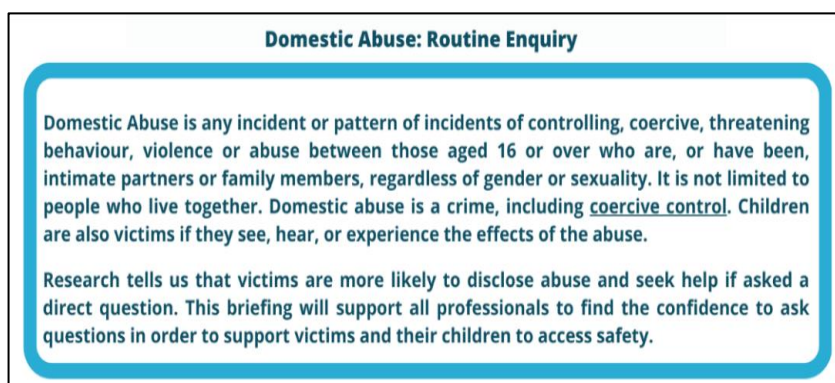 Domestic Abuse: Routine Enquiry
Domestic Abuse is any incident or pattern of incidents of controlling, coercive, threatening
behaviour, violence or abuse between those aged 16 or over who are, or have been,
intimate partners or family members, regardless of gender or sexuality. It is not limited to
people who live together. Domestic abuse is a crime, including coercive control. Children
are also victims if they see, hear, or experience the effects of the abuse.
Research tells us that victims are more likely to disclose abuse and seek help if asked a
direct question. This briefing will support all professionals to find the confidence to ask
questions in order to support victims and their children to access safety.